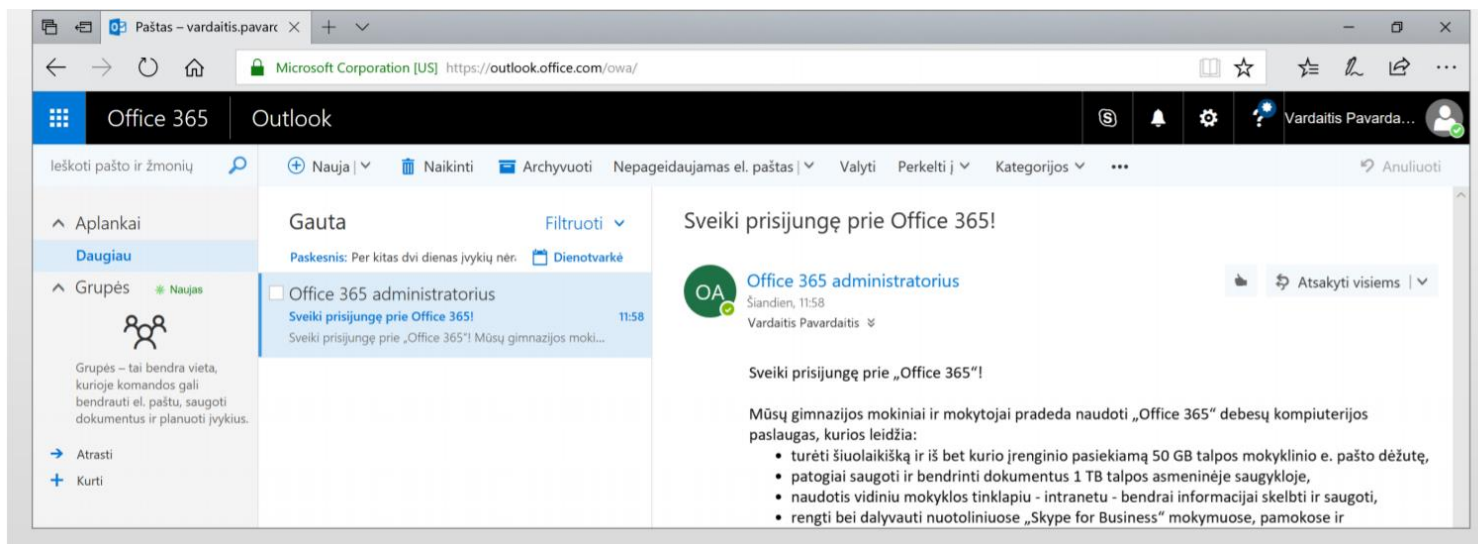 Paštas – vardaitis.pavarc
Microsoft Corporation [US] https://outlook.office.com/owa/
Office 365 Outlook Vardaitis Pavarda...
Ieškoti pašto ir žmonių Nauja Naikinti Archyvuoti Nepageidaujamas el. paštas Valyti Perkelti į Kategorijos ... Anuliuoti
Aplankai
Daugiau
Grupės Naujas
Grupės – tai bendra vieta,
kurioje komandos gali
bendrauti el. paštu, saugoti
dokumentus ir planuoti įvykius.
Atrasti
Kurti
Gauta Filtruoti
Paskesnis: Per kitas dvi dienas įvykių nėra Dienotvarkė
Office 365 administratorius
Sveiki prisijungę prie Office 365! 11:58
Sveiki prisijungę prie „Office 365“! Mūsų gimnazijos moki...
Sveiki prisijungę prie Office 365!
OA Office 365 administratorius Atsakyti visiems
Šiandien, 11:58
Vardaitis Pavardaitis
Sveiki prisijungę prie „Office 365“!
Mūsų gimnazijos mokiniai ir mokytojai pradeda naudoti „Office 365“ debesų kompiuterijos
paslaugas, kurios leidžia:
• turėti šiuolaikišką ir iš bet kurio įrenginio pasiekiamą 50 GB talpos mokyklinio e. pašto dėžutę,
• patogiai saugoti ir bendrinti dokumentus 1 TB talpos asmeninėje saugykloje,
• naudotis vidiniu mokyklos tinklapiu - intranetu - bendrai informacijai skelbti ir saugoti,
• rengti bei dalyvauti nuotoliniuose „Skype for Business“ mokymuose, pamokose ir